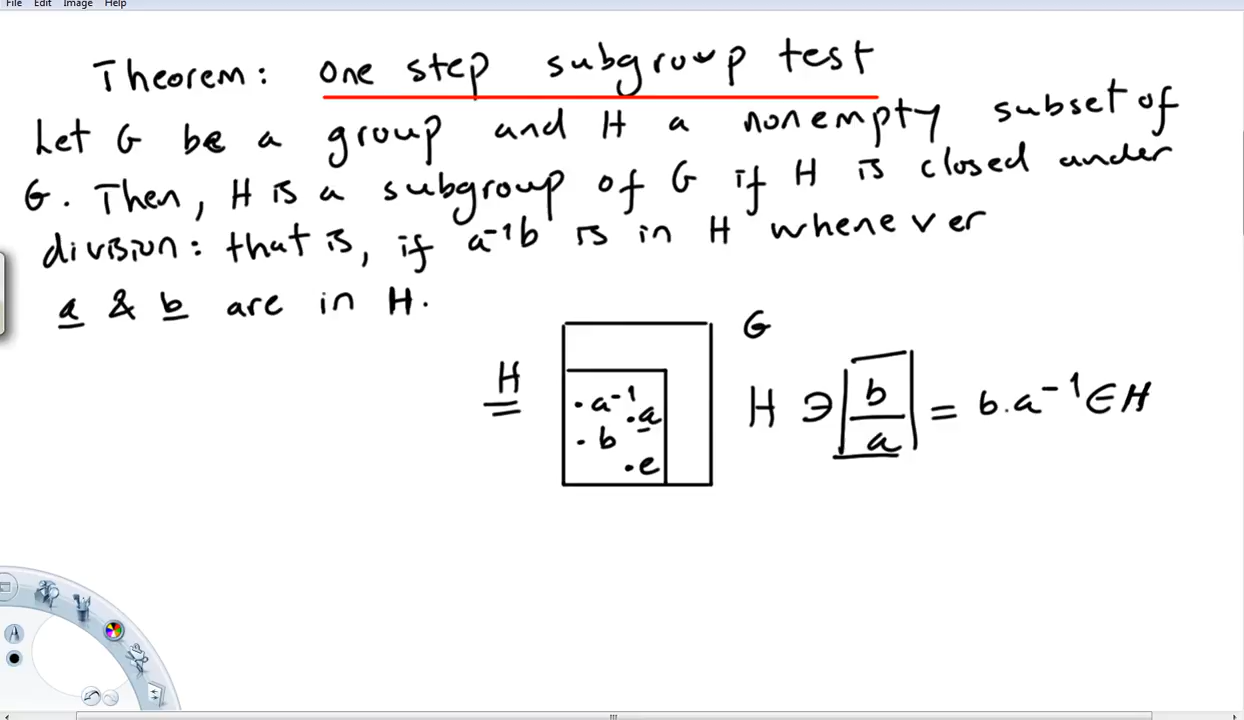 File Edit Image Help
Theorem: one step subgroup test
Let G be a group and H a nonempty subset of
G. Then, H is a subgroup of G if H is closed under
division: that is, if a⁻¹b is in H whenever
a & b are in H.
G
H
· a⁻¹
· a
· b
· e
H ∋ b/a = b.a⁻¹ ∈ H